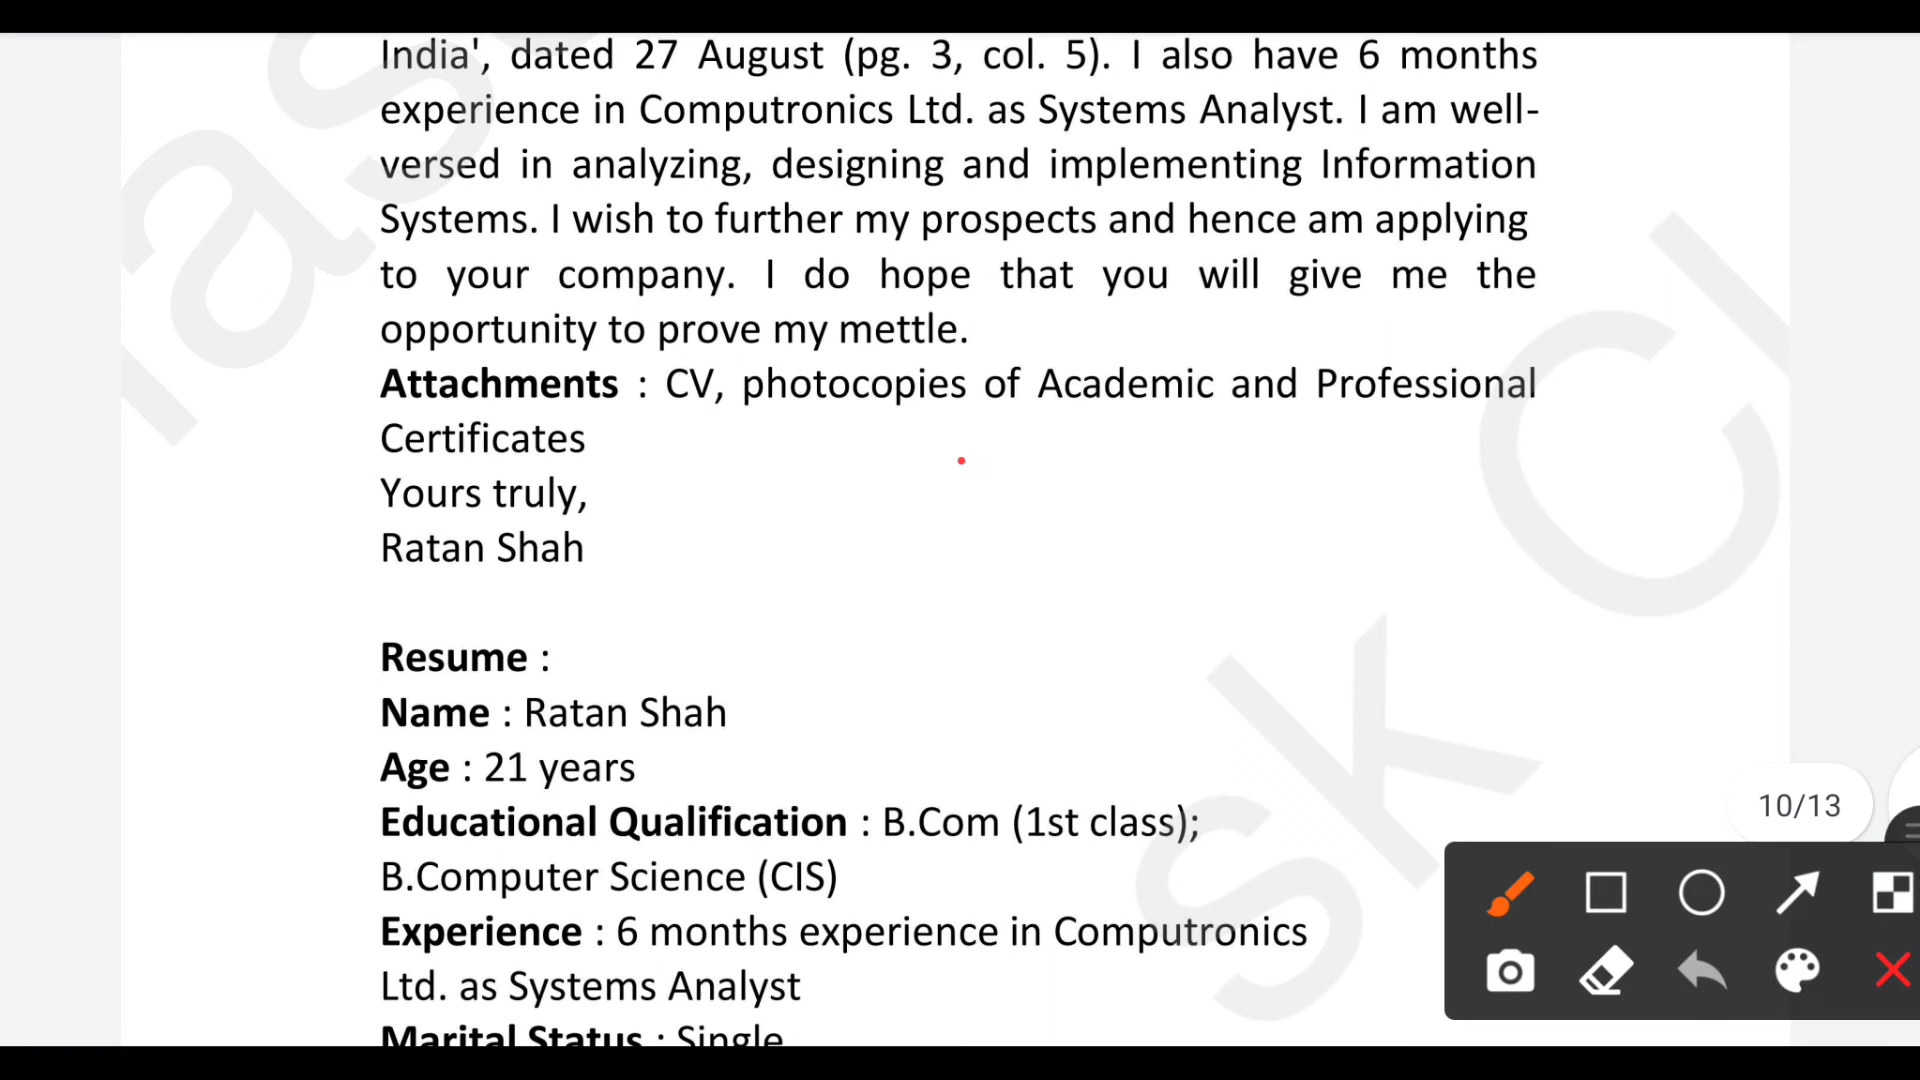 India', dated 27 August (pg. 3, col. 5). I also have 6 months
experience in Computronics Ltd. as Systems Analyst. I am well-
versed in analyzing, designing and implementing Information
Systems. I wish to further my prospects and hence am applying
to your company. I do hope that you will give me the
opportunity to prove my mettle.
Attachments : CV, photocopies of Academic and Professional
Certificates
Yours truly,
Ratan Shah
Resume :
Name : Ratan Shah
Age : 21 years
Educational Qualification : B.Com (1st class);
B.Computer Science (CIS)
Experience : 6 months experience in Computronics
Ltd. as Systems Analyst
Marital Status : Single
10/13